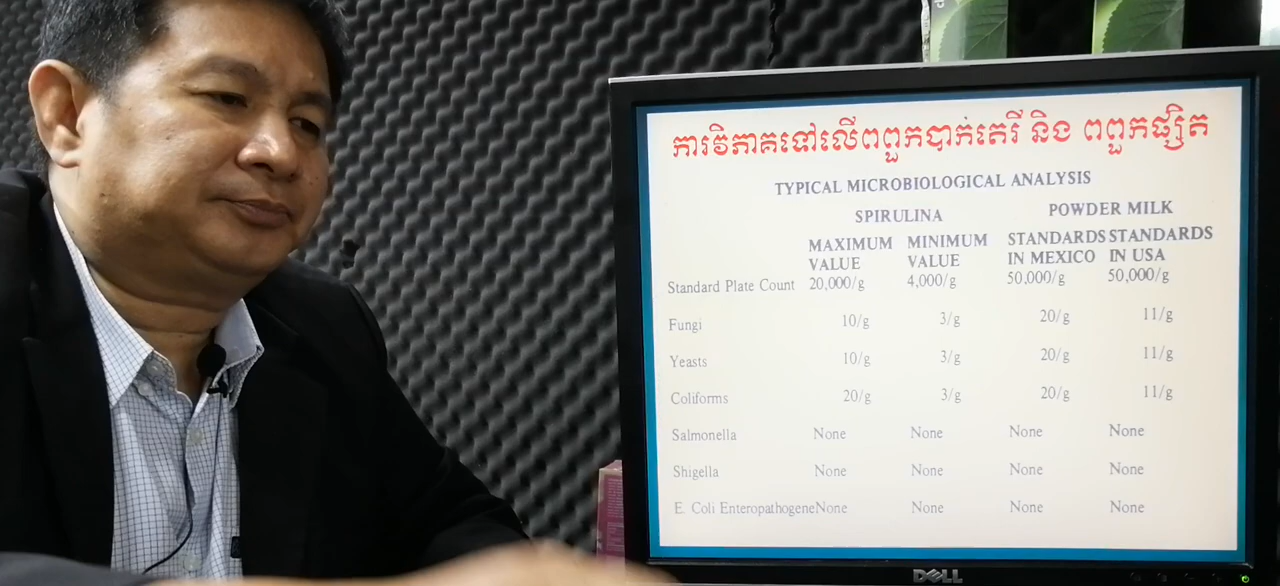 ការវិភាគទៅលើពពួកបាក់តេរី និង ពពួកផ្សិត
TYPICAL MICROBIOLOGICAL ANALYSIS
SPIRULINA POWDER MILK
MAXIMUM VALUE MINIMUM VALUE STANDARDS IN MEXICO STANDARDS IN USA
Standard Plate Count 20,000/g 4,000/g 50,000/g 50,000/g
Fungi 10/g 3/g 20/g 11/g
Yeasts 10/g 3/g 20/g 11/g
Coliforms 20/g 3/g 20/g 11/g
Salmonella None None None None
Shigella None None None None
E. Coli Enteropathogene None None None None
DELL